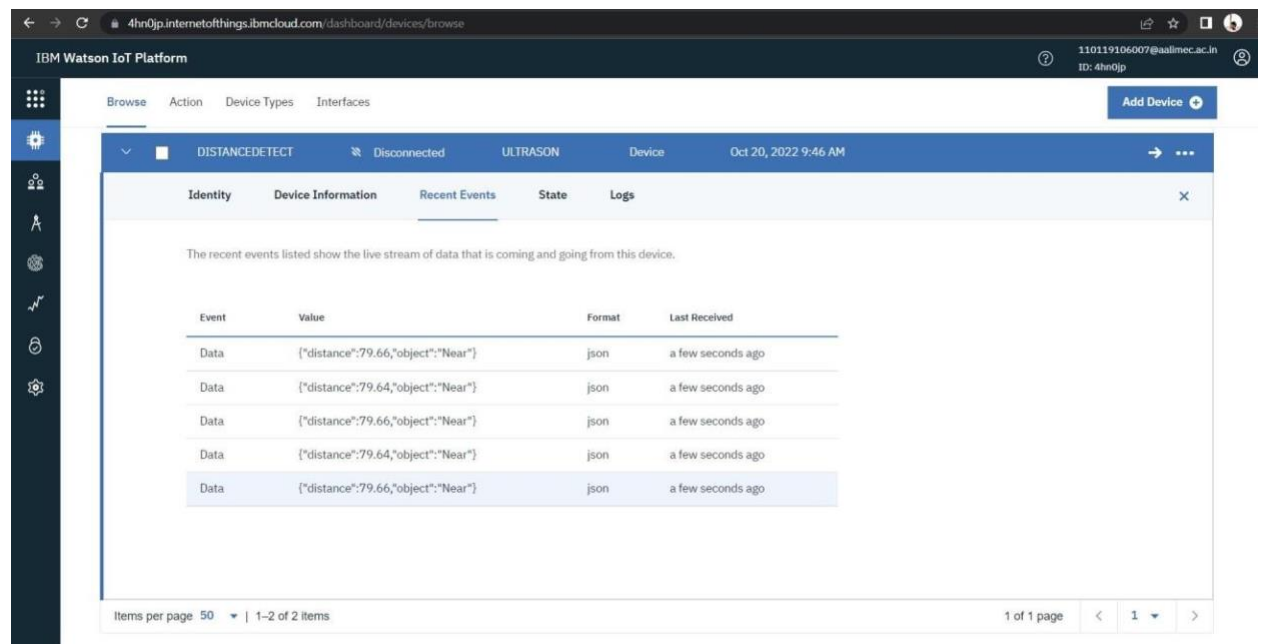 4hn0jp.internetofthings.ibmcloud.com/dashboard/devices/browse
IBM Watson IoT Platform
110119106007@aalimec.ac.in
ID: 4hn0jp
Browse Action Device Types Interfaces Add Device
DISTANCEDETECT Disconnected ULTRASON Device Oct 20, 2022 9:46 AM
Identity Device Information Recent Events State Logs
The recent events listed show the live stream of data that is coming and going from this device.
Event Value Format Last Received
Data {"distance":79.66,"object":"Near"} json a few seconds ago
Data {"distance":79.64,"object":"Near"} json a few seconds ago
Data {"distance":79.66,"object":"Near"} json a few seconds ago
Data {"distance":79.64,"object":"Near"} json a few seconds ago
Data {"distance":79.66,"object":"Near"} json a few seconds ago
Items per page 50 | 1–2 of 2 items 1 of 1 page < 1 >